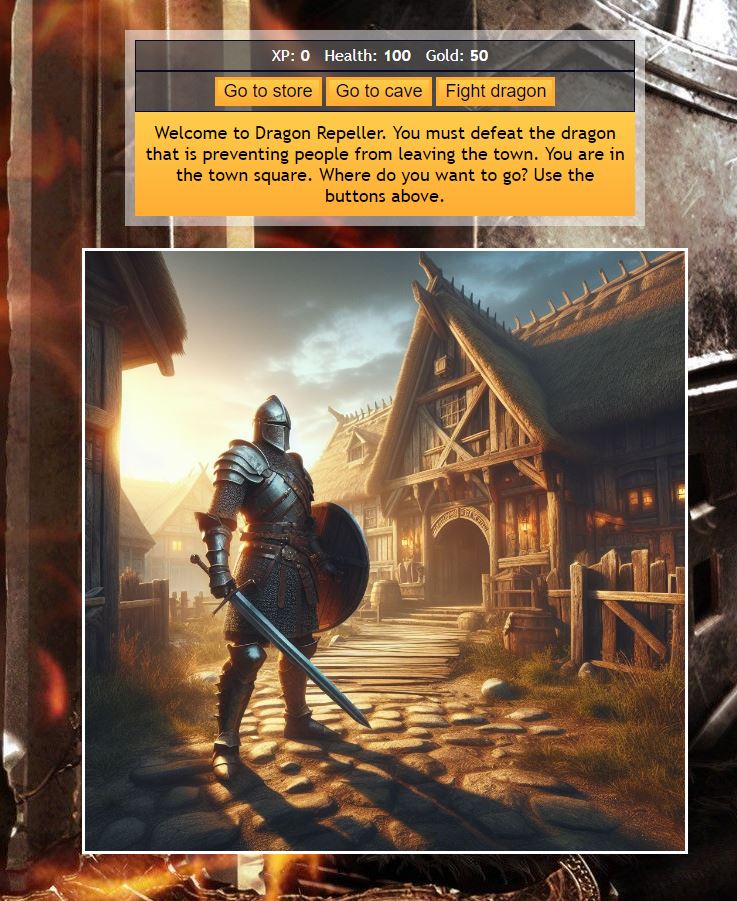 XP: 0 Health: 100 Gold: 50
Go to store Go to cave Fight dragon
Welcome to Dragon Repeller. You must defeat the dragon
that is preventing people from leaving the town. You are in
the town square. Where do you want to go? Use the
buttons above.